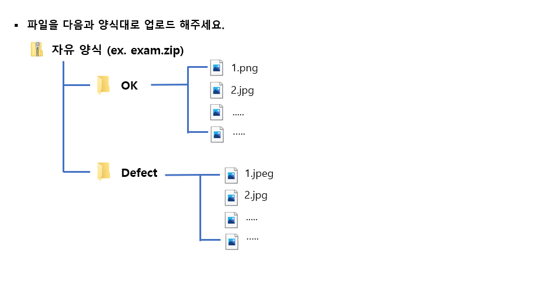 ▪ 파일을 다음과 양식대로 업로드 해주세요.
자유 양식 (ex. exam.zip)
OK
1.png
2.jpg
.....
.....
Defect
1.jpeg
2.jpg
.....
.....